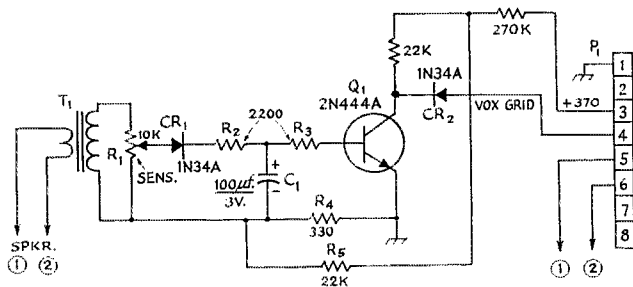 T1
R1
10K
SENS.
CR1
1N34A
R2
2200
R3
+
100µf.
3V.
-
C1
R4
330
R5
22K
Q1
2N444A
22K
1N34A
CR2
270K
VOX GRID
+370
P1
1
2
3
4
5
6
7
8
SPKR.
1 2
1 2